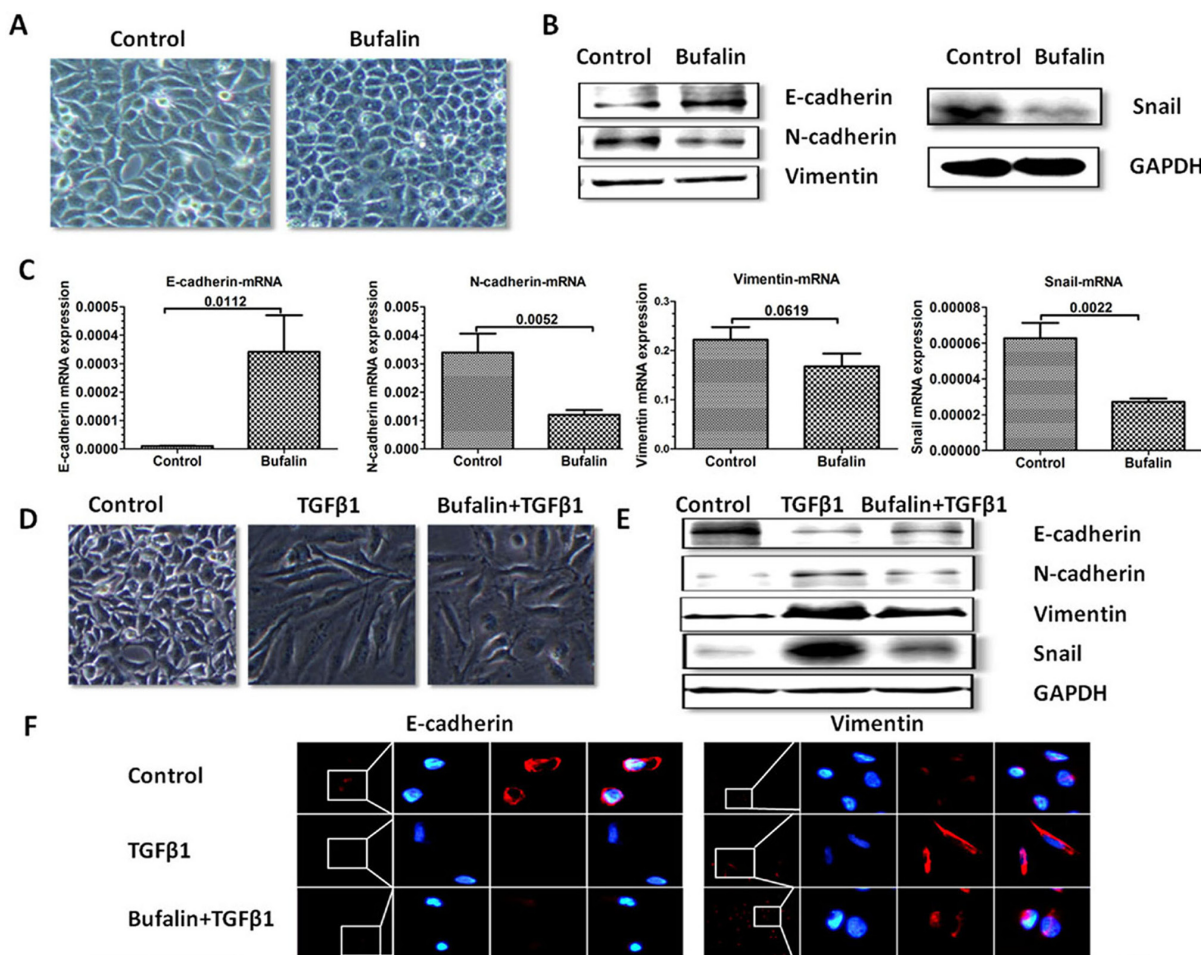 A
Control
Bufalin
B
Control
Bufalin
E-cadherin
N-cadherin
Vimentin
Control
Bufalin
Snail
GAPDH
C
E-cadherin-mRNA
E-cadherin mRNA expression
0.0005
0.0004
0.0003
0.0002
0.0001
0.0000
0.0112
Control
Bufalin
N-cadherin-mRNA
N-cadherin mRNA expression
0.005
0.004
0.003
0.002
0.001
0.000
0.0052
Control
Bufalin
Vimentin-mRNA
Vimentin mRNA expression
0.3
0.2
0.1
0.0
0.0619
Control
Bufalin
Snail-mRNA
Snail mRNA expression
0.00008
0.00006
0.00004
0.00002
0.00000
0.0022
Control
Bufalin
D
Control
TGFβ1
Bufalin+TGFβ1
E
Control
TGFβ1
Bufalin+TGFβ1
E-cadherin
N-cadherin
Vimentin
Snail
GAPDH
F
E-cadherin
Vimentin
Control
TGFβ1
Bufalin+TGFβ1